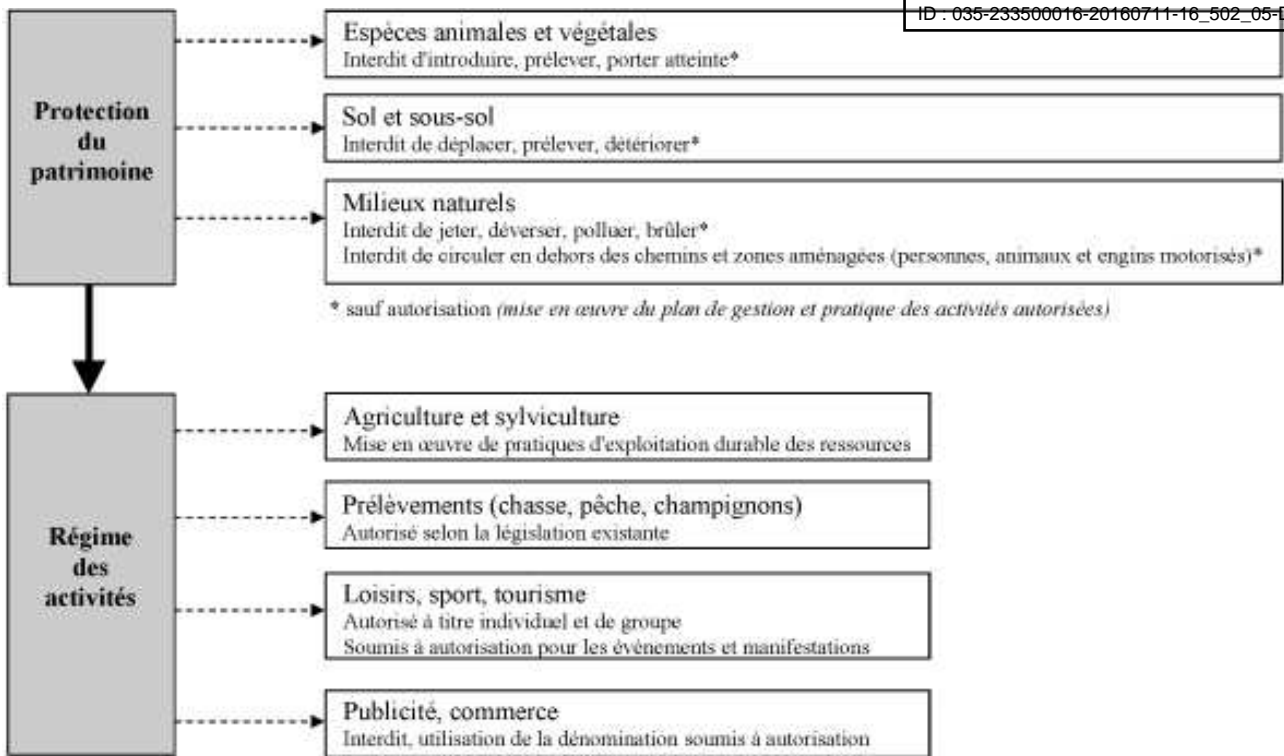 ID : 035-233500016-20160711-16_502_05-
Protection
du
patrimoine
Espèces animales et végétales
Interdit d'introduire, prélever, porter atteinte*
Sol et sous-sol
Interdit de déplacer, prélever, détériorer*
Milieux naturels
Interdit de jeter, déverser, polluer, brûler*
Interdit de circuler en dehors des chemins et zones aménagées (personnes, animaux et engins motorisés)*
* sauf autorisation (mise en œuvre du plan de gestion et pratique des activités autorisées)
Régime
des
activités
Agriculture et sylviculture
Mise en œuvre de pratiques d'exploitation durable des ressources
Prélèvements (chasse, pêche, champignons)
Autorisé selon la législation existante
Loisirs, sport, tourisme
Autorisé à titre individuel et de groupe
Soumis à autorisation pour les événements et manifestations
Publicité, commerce
Interdit, utilisation de la dénomination soumis à autorisation